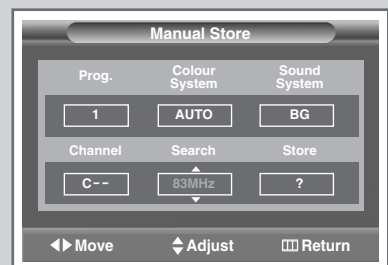 Manual Store
Prog. Colour System Sound System
1 AUTO BG
Channel Search Store
C-- 83MHz ?
Move Adjust Return